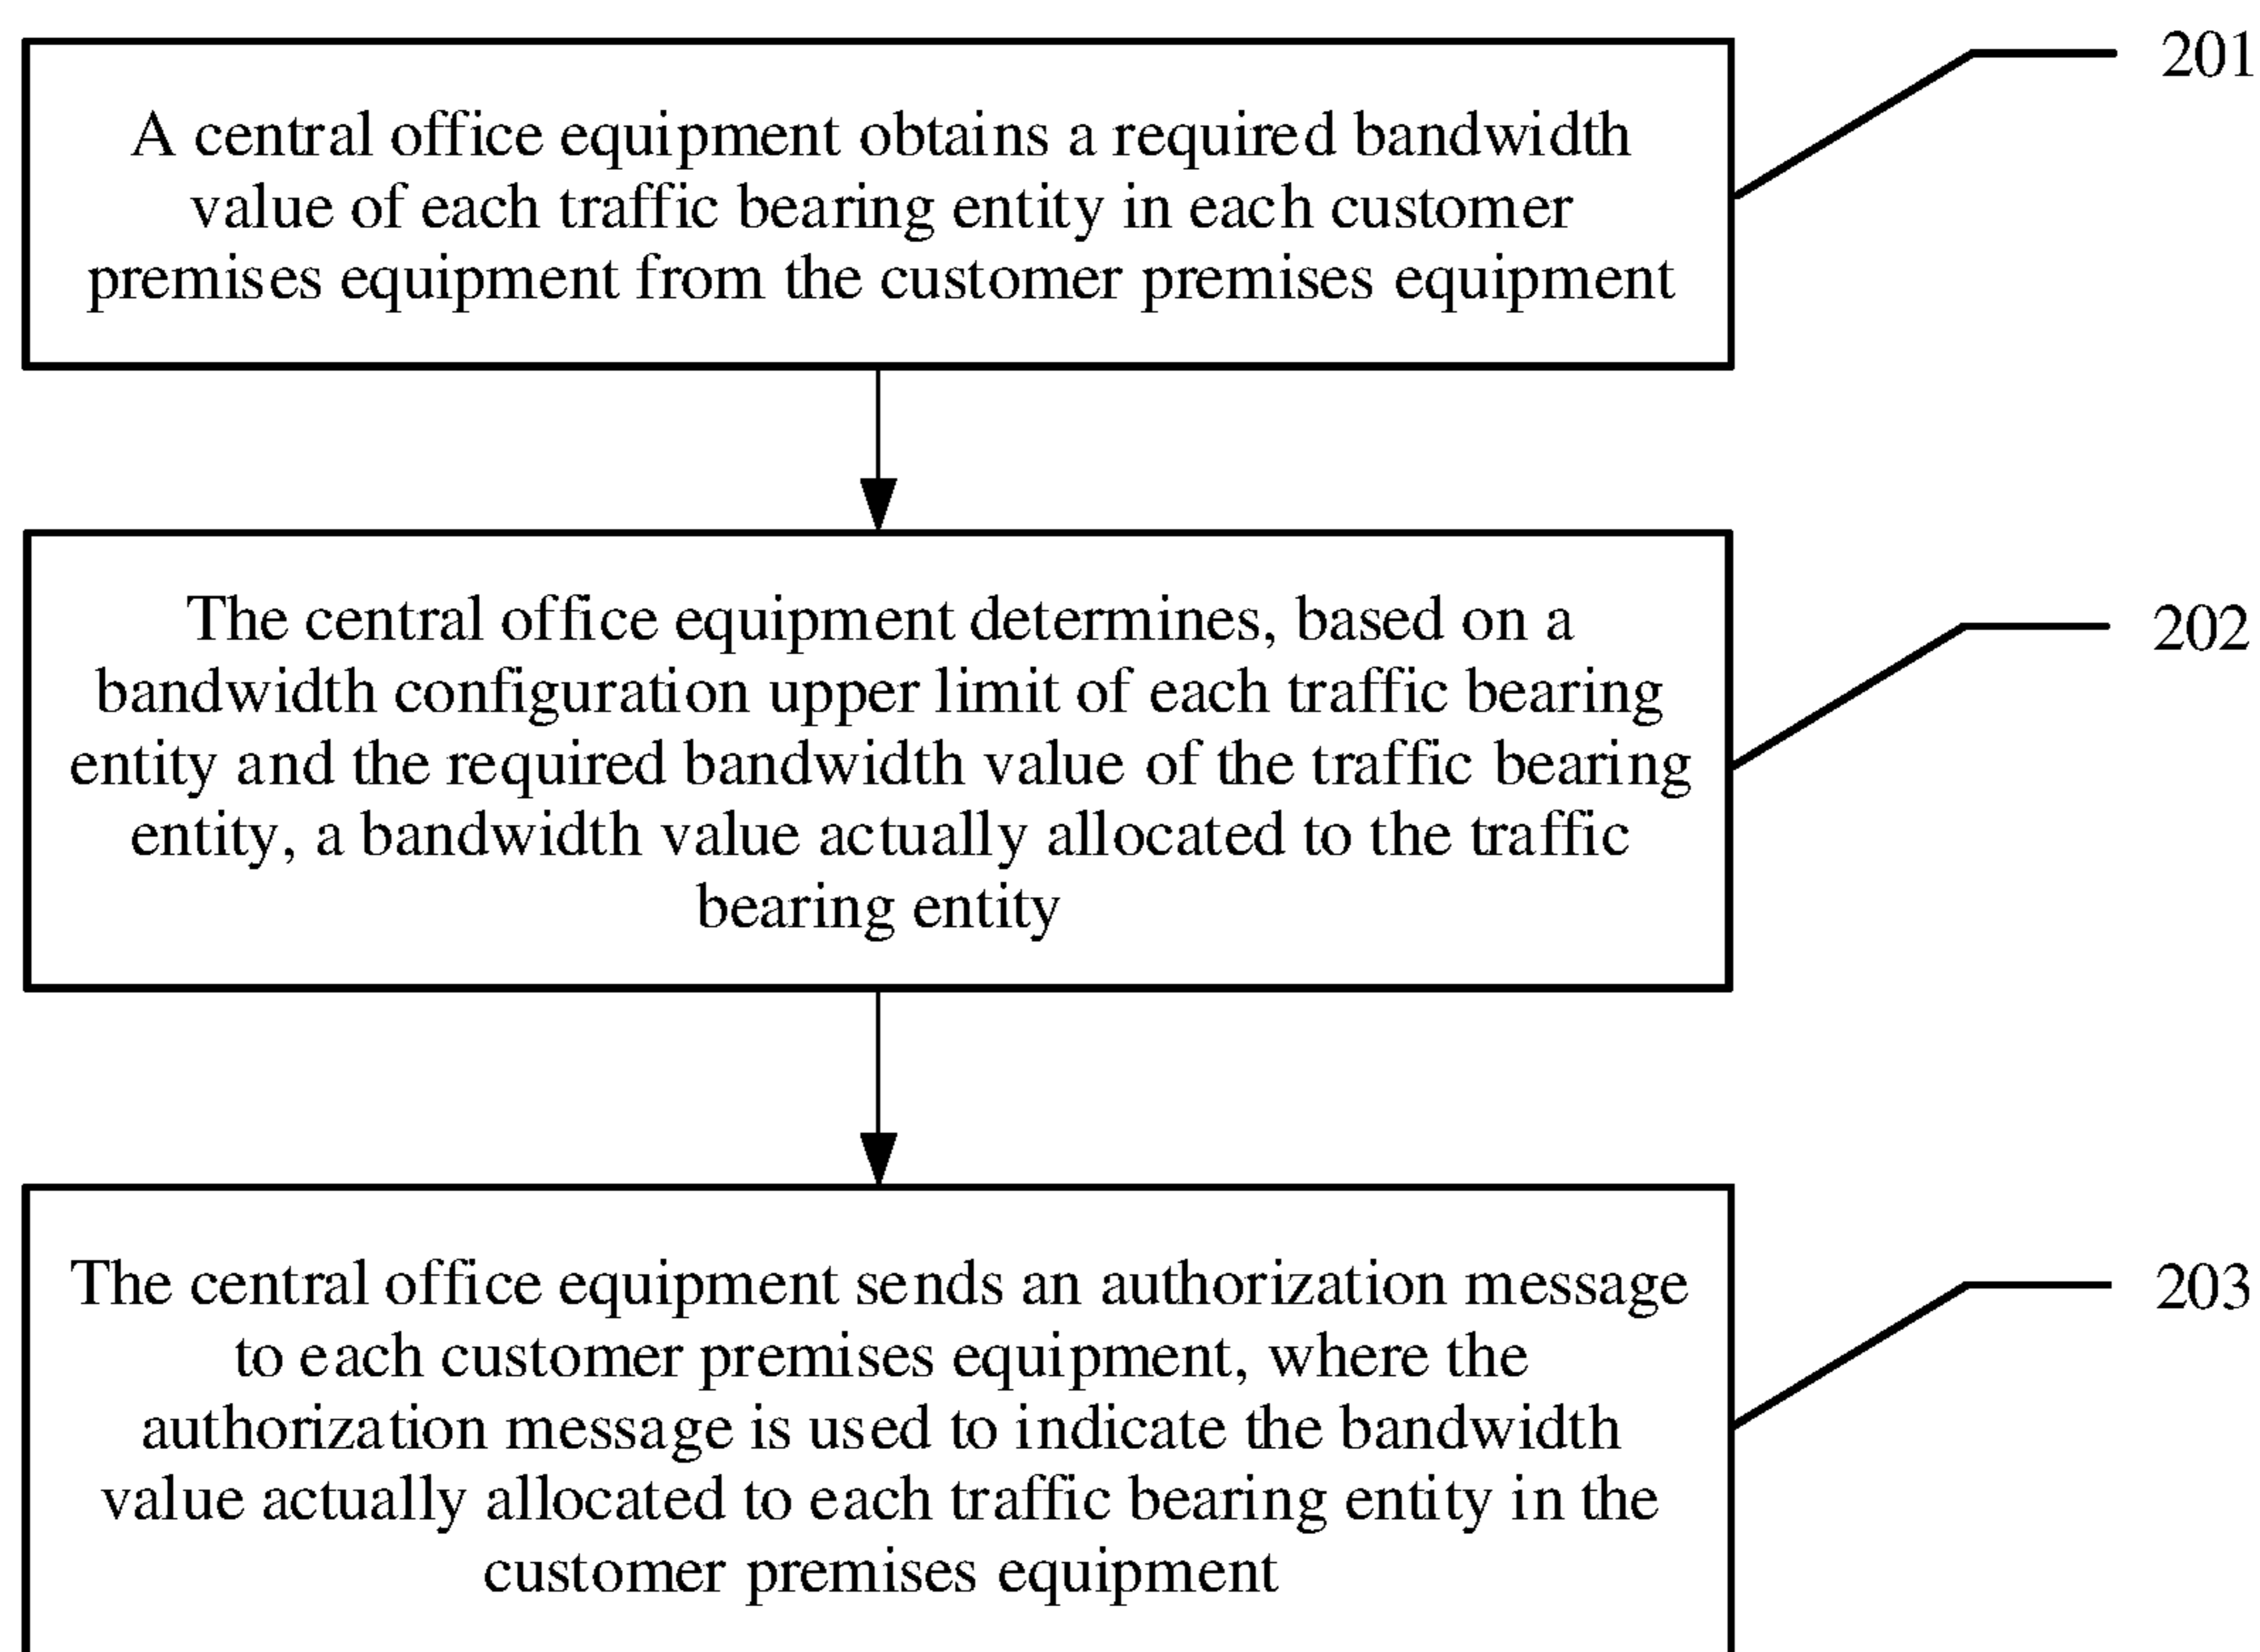 201
A central office equipment obtains a required bandwidth
value of each traffic bearing entity in each customer
premises equipment from the customer premises equipment
202
The central office equipment determines, based on a
bandwidth configuration upper limit of each traffic bearing
entity and the required bandwidth value of the traffic bearing
entity, a bandwidth value actually allocated to the traffic
bearing entity
203
The central office equipment sends an authorization message
to each customer premises equipment, where the
authorization message is used to indicate the bandwidth
value actually allocated to each traffic bearing entity in the
customer premises equipment